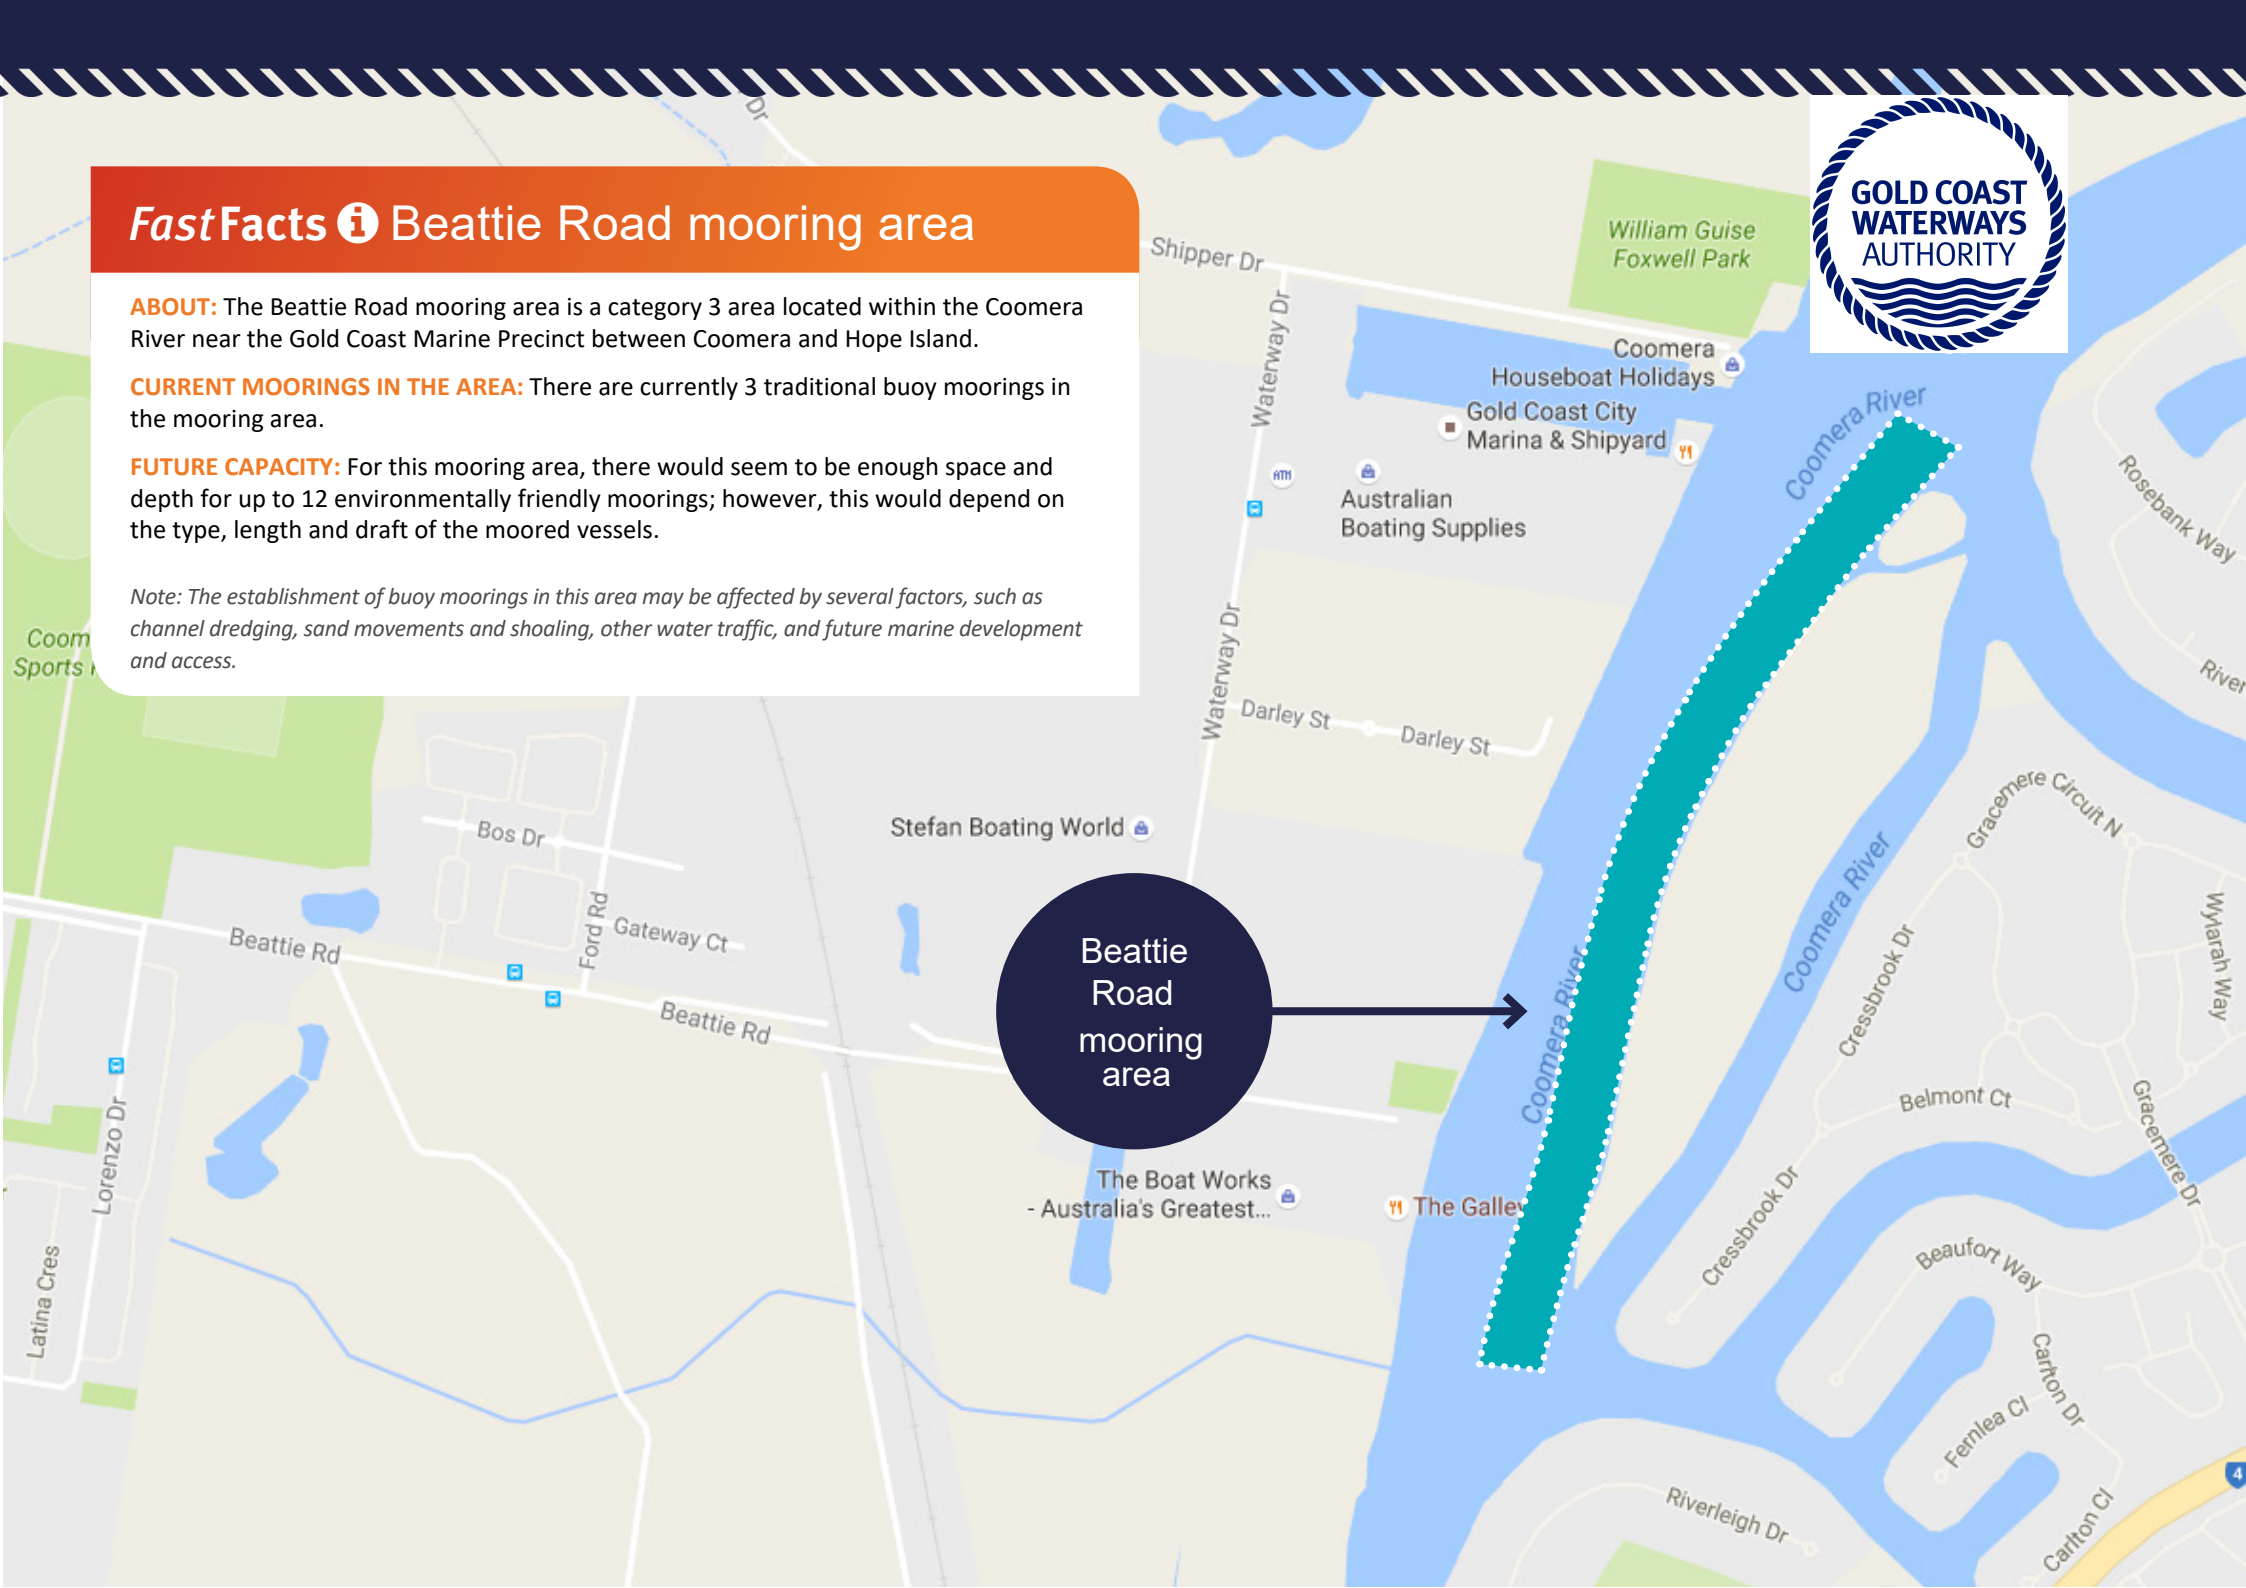 Dr
FastFacts i Beattie Road mooring area
ABOUT: The Beattie Road mooring area is a category 3 area located within the Coomera
River near the Gold Coast Marine Precinct between Coomera and Hope Island.
CURRENT MOORINGS IN THE AREA: There are currently 3 traditional buoy moorings in
the mooring area.
FUTURE CAPACITY: For this mooring area, there would seem to be enough space and
depth for up to 12 environmentally friendly moorings; however, this would depend on
the type, length and draft of the moored vessels.
Note: The establishment of buoy moorings in this area may be affected by several factors, such as
channel dredging, sand movements and shoaling, other water traffic, and future marine development
and access.
GOLD COAST
WATERWAYS
AUTHORITY
William Guise
Foxwell Park
Shipper Dr
Waterway Dr
Coomera
Houseboat Holidays
Gold Coast City
Marina & Shipyard
ATM
Australian
Boating Supplies
Coomera River
Rosebank Way
River
Coom
Sports
Waterway Dr
Darley St
Darley St
Stefan Boating World
Bos Dr
Ford Rd
Gateway Ct
Beattie Rd
Beattie Rd
Beattie
Road
mooring
area
Coomera River
Coomera River
Gracemere Circuit N
Cressbrook Dr
Wylarah Way
Belmont Ct
Gracemere Dr
Lorenzo Dr
Latina Cres
The Boat Works
- Australia's Greatest...
The Galley
Cressbrook Dr
Beaufort Way
Carlton Dr
Fernlea Cl
Carlton Cl
Riverleigh Dr
4